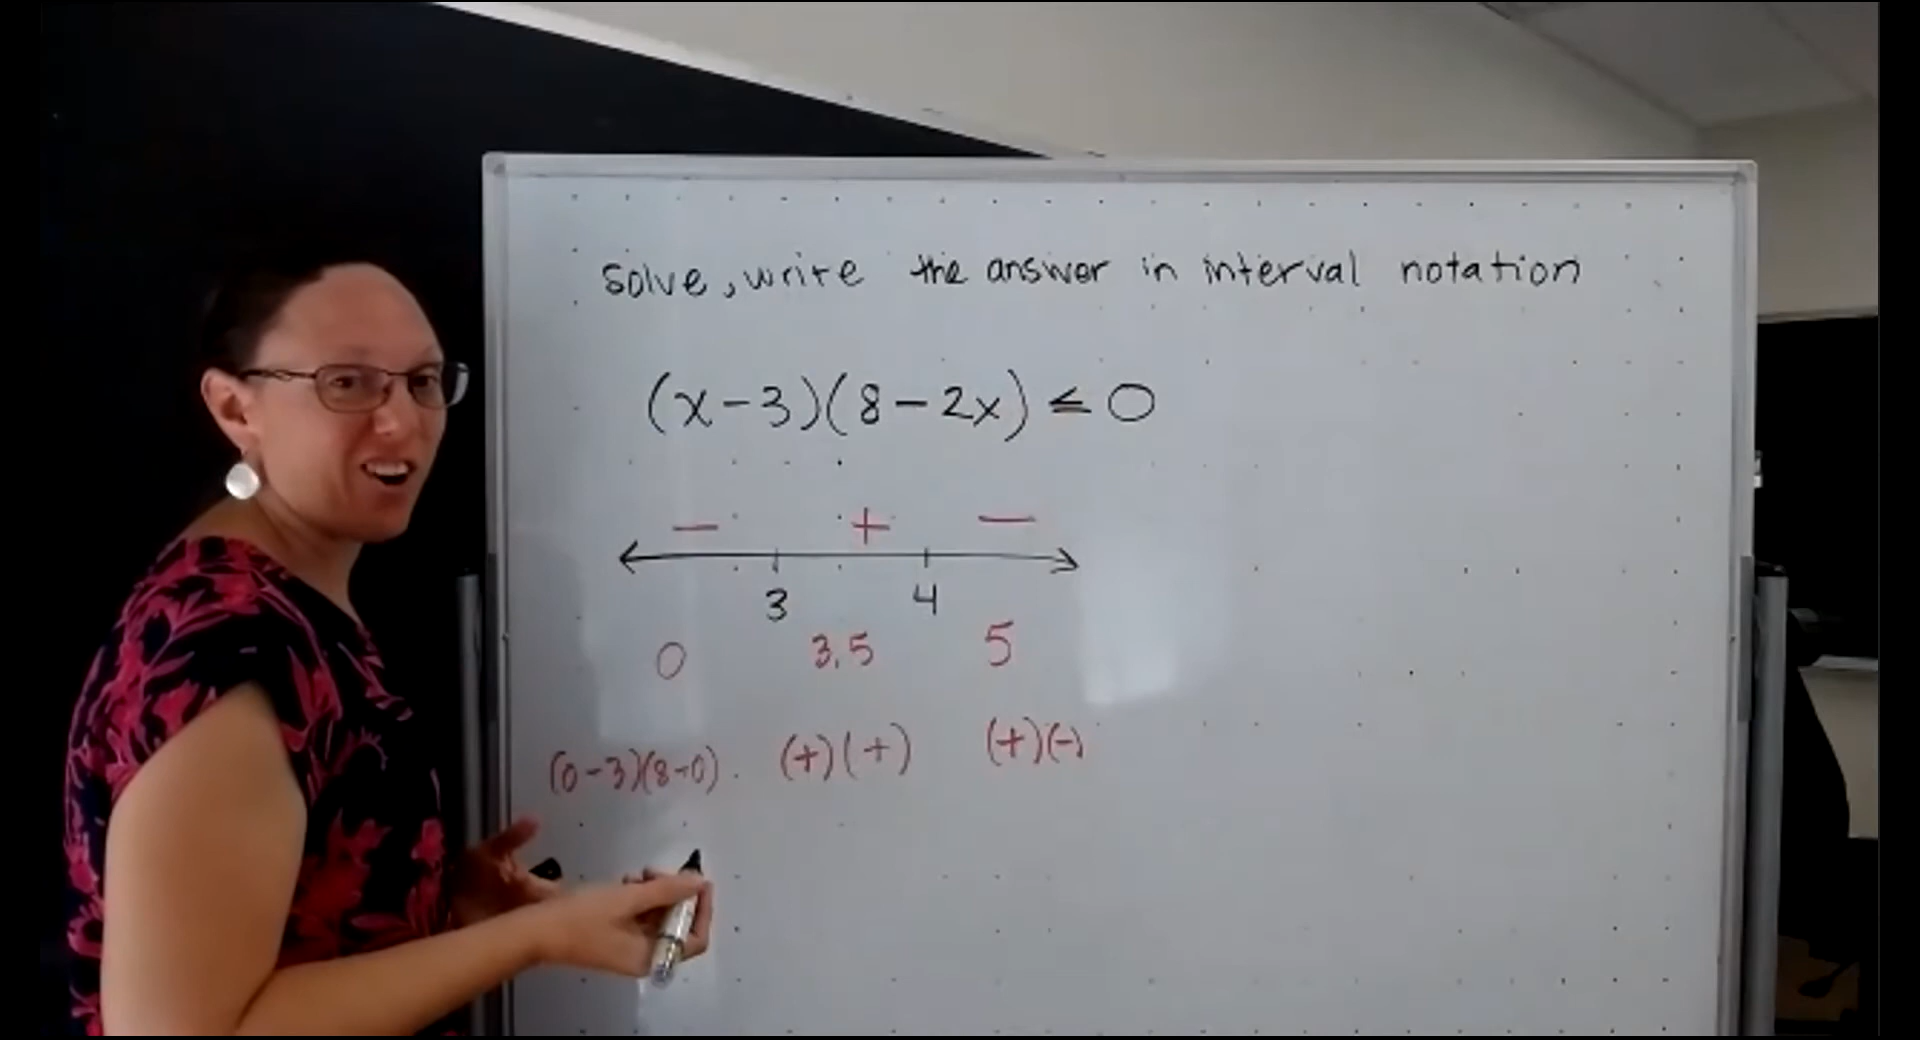 Solve, write the answer in interval notation
(x-3)(8-2x) ≤ 0
- + -
3 4
0 3.5 5
(0-3)(8-0) (+)(+) (+)(-)